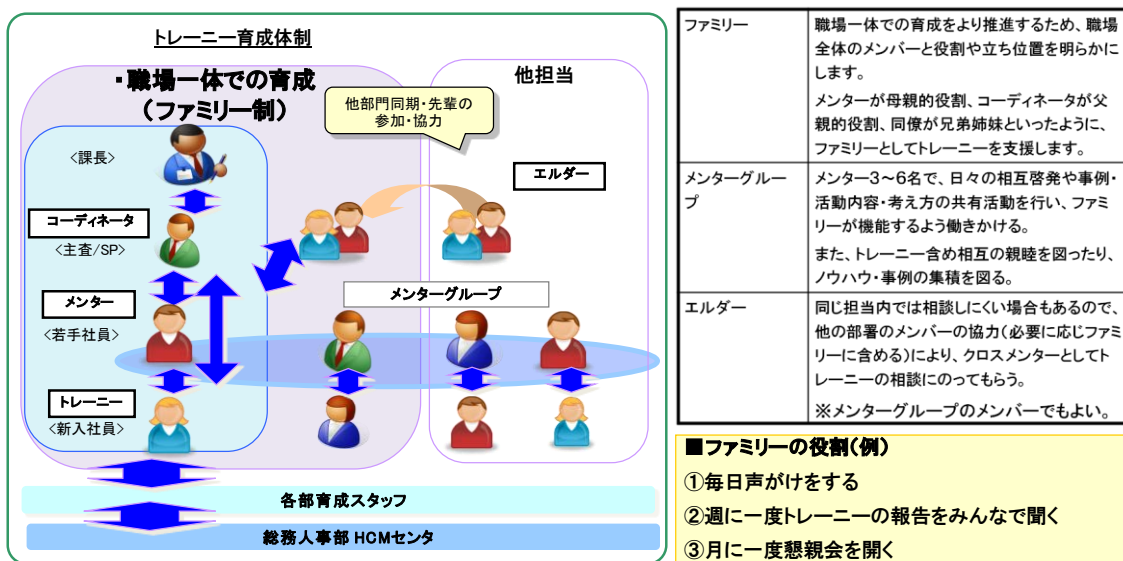 トレーニー育成体制
・職場一体での育成
（ファミリー制）
他担当
他部門同期・先輩の
参加・協力
<課長>
エルダー
コーディネータ
<主査/SP>
メンターグループ
メンター
<若手社員>
トレーニー
<新入社員>
各部育成スタッフ
総務人事部 HCMセンタ
ファミリー
職場一体での育成をより推進するため、職場
全体のメンバーと役割や立ち位置を明らかに
します。
メンターが母親的役割、コーディネータが父
親的役割、同僚が兄弟姉妹といったように、
ファミリーとしてトレーニーを支援します。
メンターグルー
プ
メンター3～6名で、日々の相互啓発や事例・
活動内容・考え方の共有活動を行い、ファミ
リーが機能するよう働きかける。
また、トレーニー含め相互の親睦を図ったり、
ノウハウ・事例の集積を図る。
エルダー
同じ担当内では相談しにくい場合もあるので、
他の部署のメンバーの協力（必要に応じファミ
リーに含める）により、クロスメンターとしてト
レーニーの相談にのってもらう。
※メンターグループのメンバーでもよい。
■ファミリーの役割（例）
①毎日声がけをする
②週に一度トレーニーの報告をみんなで聞く
③月に一度懇親会を開く